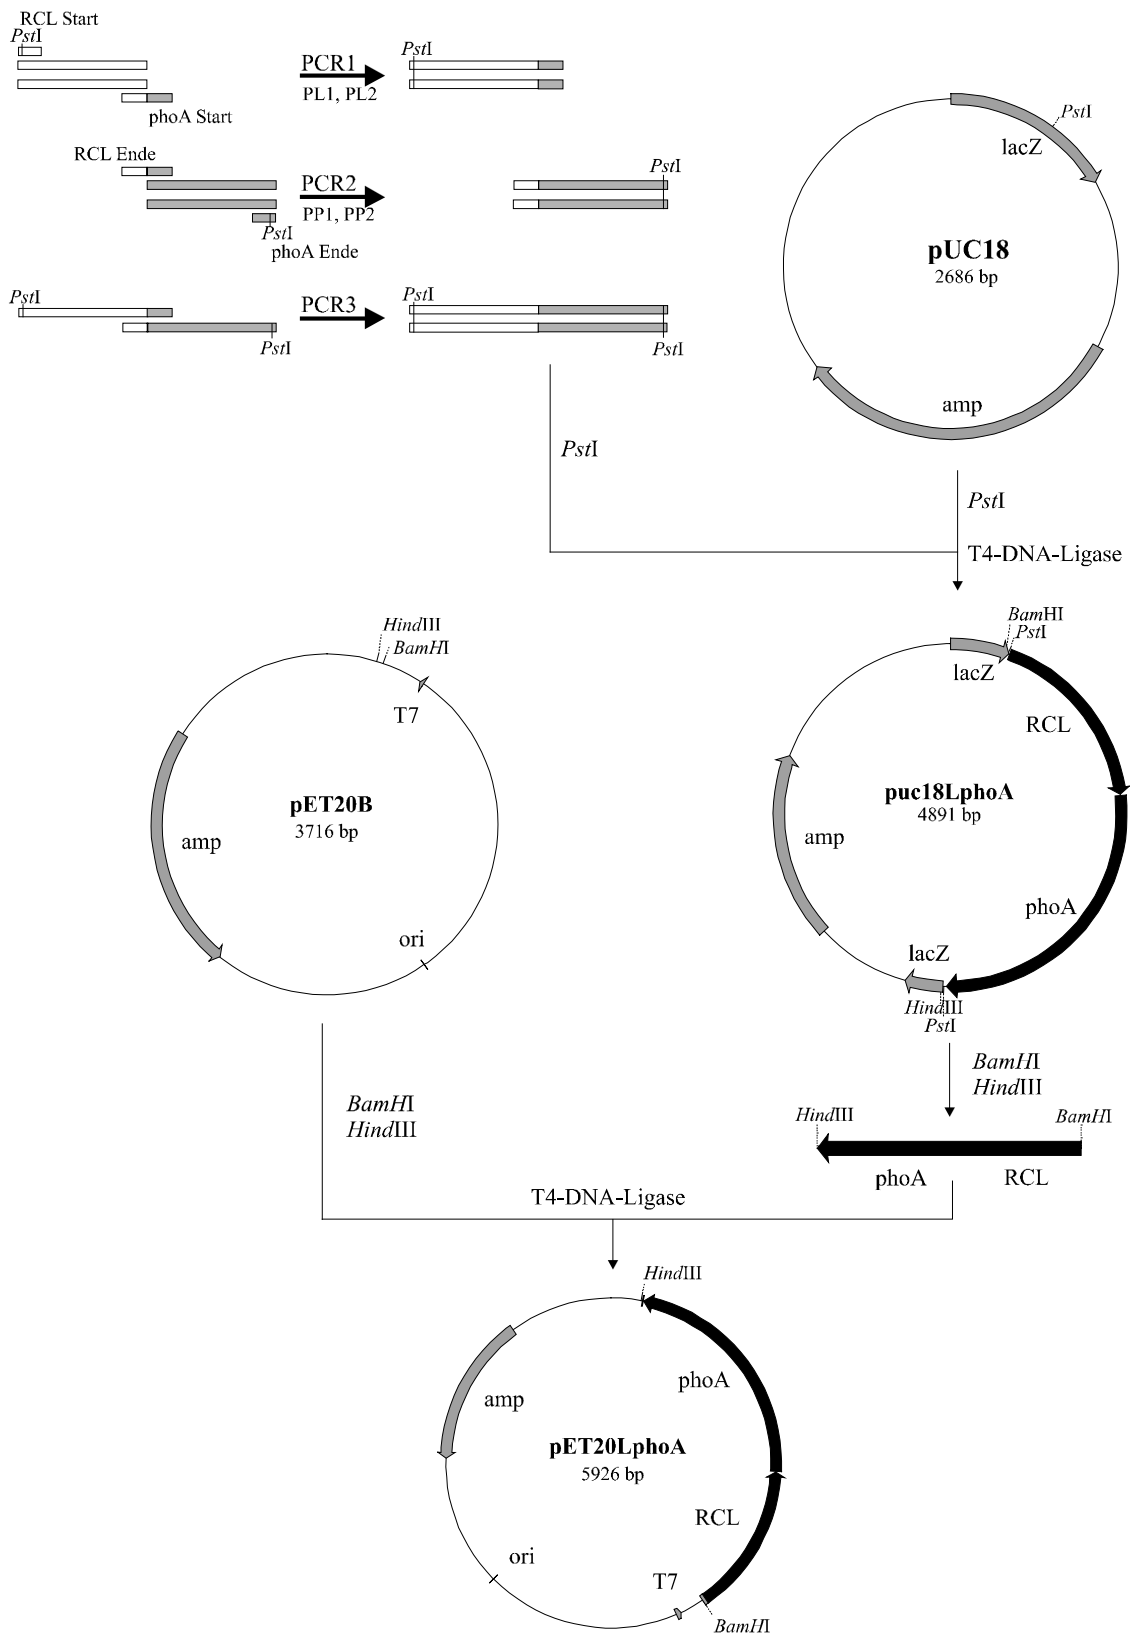 RCL Start
PstI
PCR1
PL1, PL2
phoA Start
PstI
RCL Ende
PCR2
PP1, PP2
PstI
phoA Ende
PstI
PstI
PCR3
PstI
PstI
PstI
PstI
lacZ
pUC18
2686 bp
amp
PstI
PstI
T4-DNA-Ligase
HindIII
BamHI
T7
pET20B
3716 bp
amp
ori
BamHI
PstI
lacZ
RCL
puc18LphoA
4891 bp
amp
phoA
lacZ
HindIII
PstI
BamHI
HindIII
BamHI
HindIII
HindIII
BamHI
phoA
RCL
T4-DNA-Ligase
HindIII
phoA
amp
pET20LphoA
5926 bp
RCL
ori
T7
BamHI